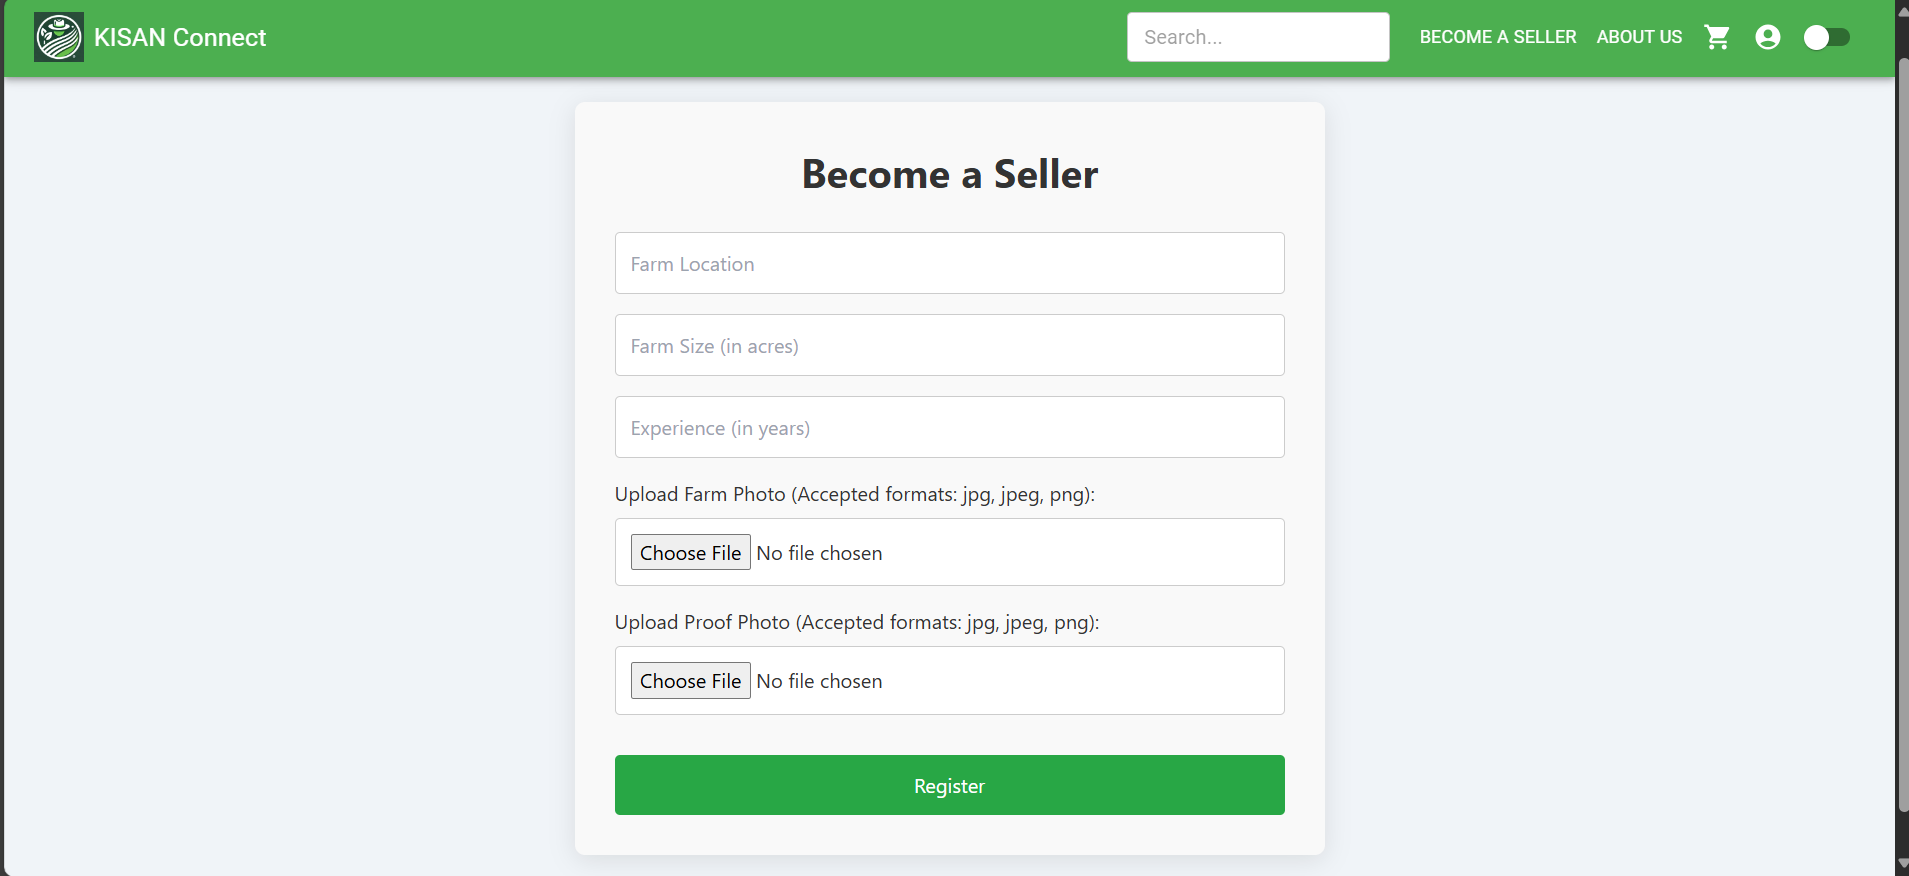 KISAN Connect
Search...
BECOME A SELLER
ABOUT US
Become a Seller
Farm Location
Farm Size (in acres)
Experience (in years)
Upload Farm Photo (Accepted formats: jpg, jpeg, png):
Choose File No file chosen
Upload Proof Photo (Accepted formats: jpg, jpeg, png):
Choose File No file chosen
Register